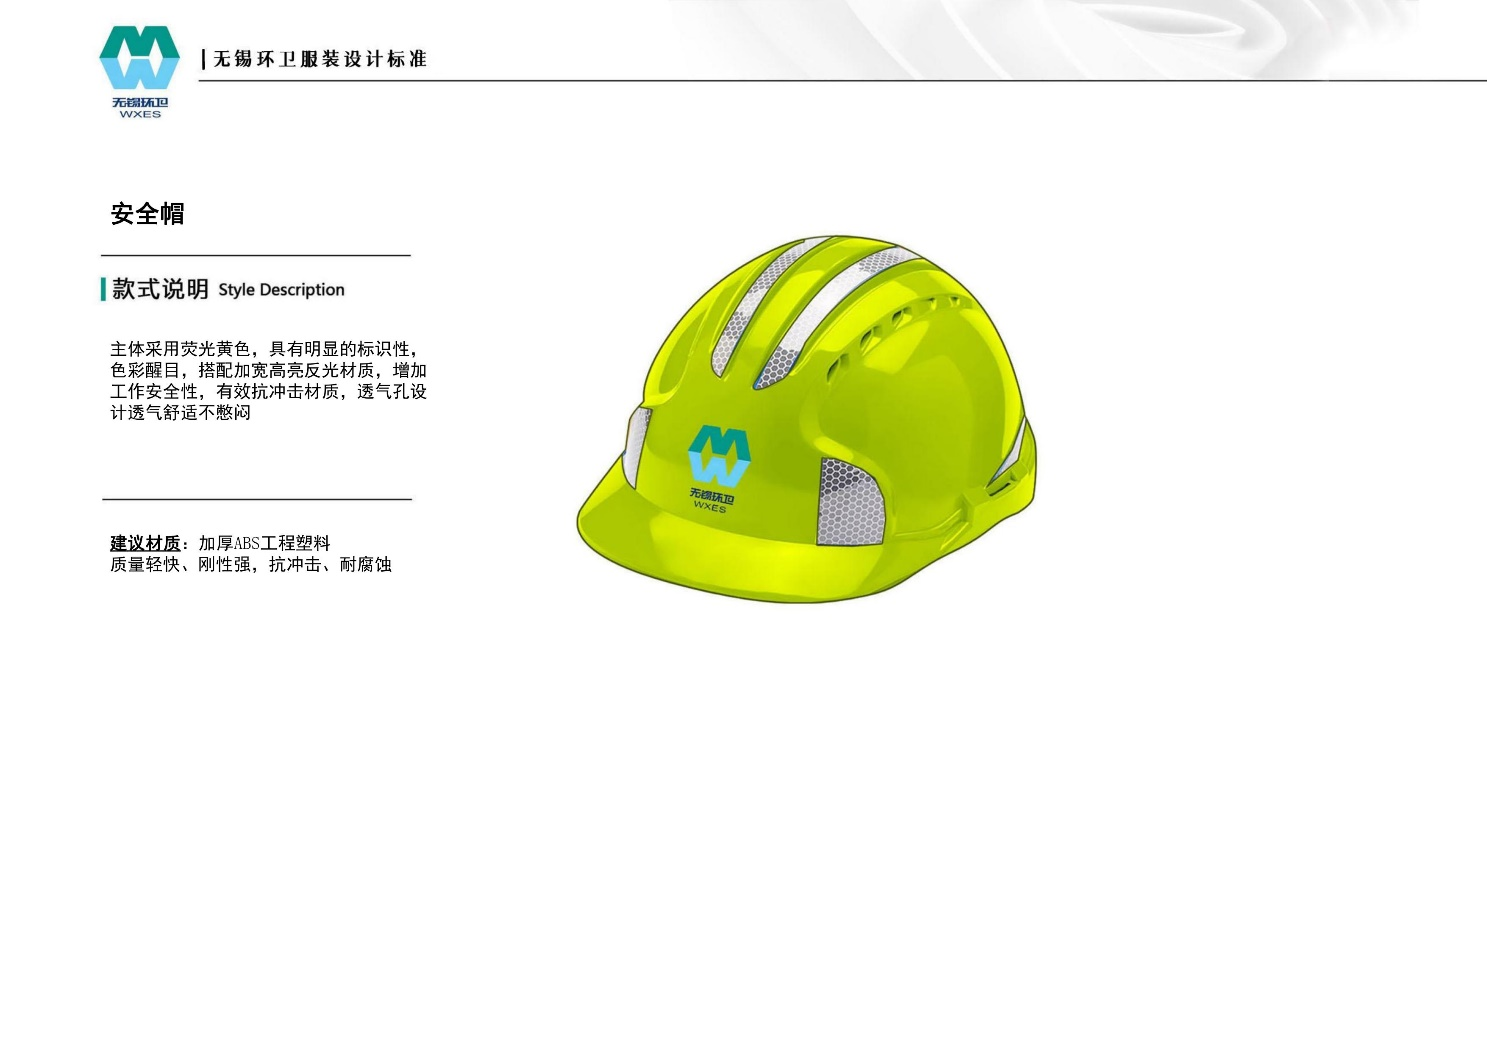 无锡环卫服装设计标准
无锡环卫
WXES
安全帽
款式说明 Style Description
主体采用荧光黄色，具有明显的标识性，
色彩醒目，搭配加宽高亮反光材质，增加
工作安全性，有效抗冲击材质，透气孔设
计透气舒适不憋闷
建议材质：加厚ABS工程塑料
质量轻快、刚性强，抗冲击、耐腐蚀
无锡环卫
WXES